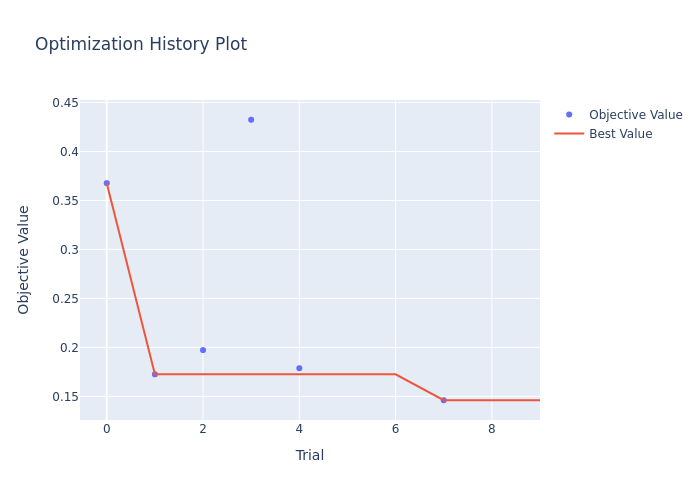 Optimization History Plot
0.45
0.4
0.35
0.3
0.25
0.2
0.15
Objective Value
0 2 4 6 8
Trial
Objective Value
Best Value